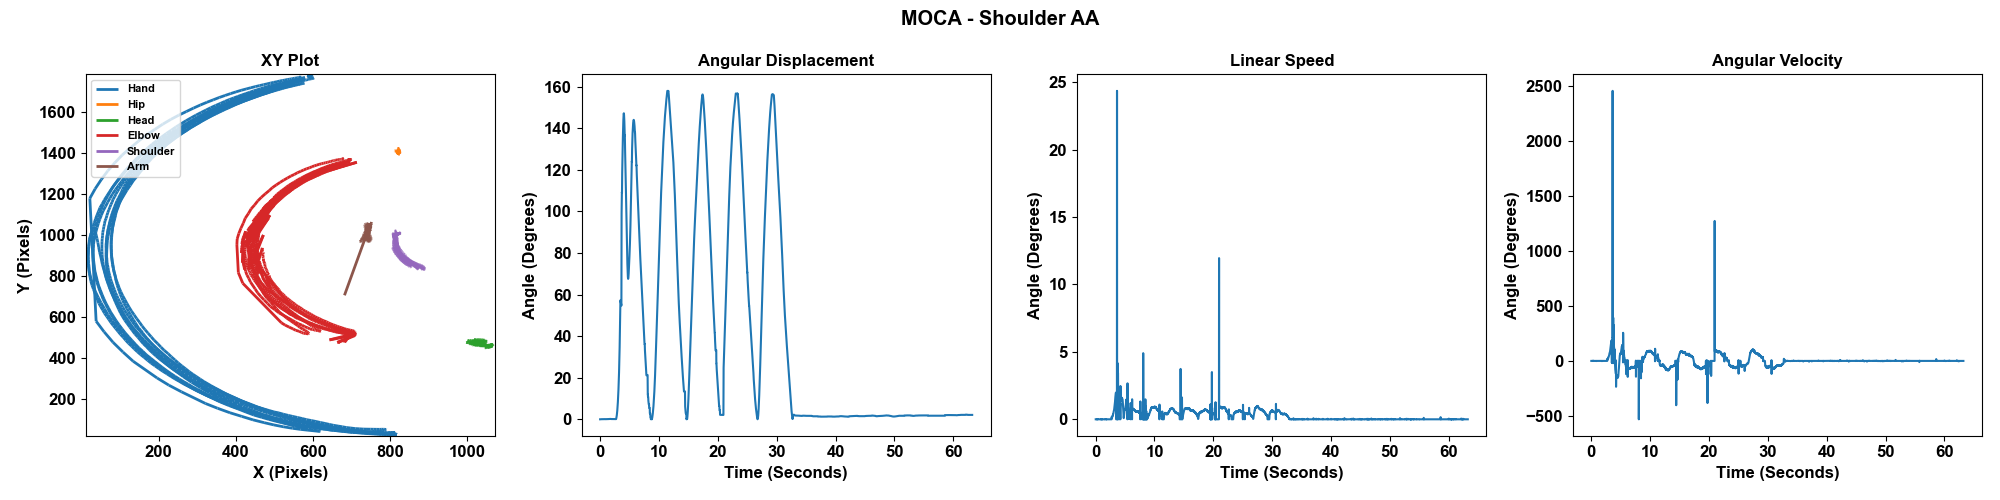 MOCA - Shoulder AA
XY Plot
Hand
Hip
Head
Elbow
Shoulder
Arm
1600
1400
1200
1000
800
600
400
200
Y (Pixels)
200
400
600
800
1000
X (Pixels)
Angular Displacement
160
140
120
100
80
60
40
20
0
Angle (Degrees)
0
10
20
30
40
50
60
Time (Seconds)
Linear Speed
25
20
15
10
5
0
Angle (Degrees)
0
10
20
30
40
50
60
Time (Seconds)
Angular Velocity
2500
2000
1500
1000
500
0
−500
Angle (Degrees)
0
10
20
30
40
50
60
Time (Seconds)